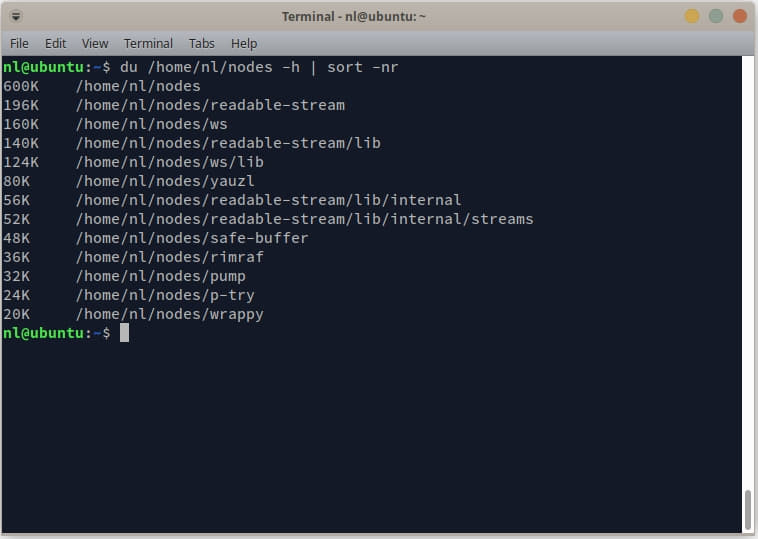 Terminal - nl@ubuntu: ~
File Edit View Terminal Tabs Help
nl@ubuntu:~$ du /home/nl/nodes -h | sort -nr
600K /home/nl/nodes
196K /home/nl/nodes/readable-stream
160K /home/nl/nodes/ws
140K /home/nl/nodes/readable-stream/lib
124K /home/nl/nodes/ws/lib
80K /home/nl/nodes/yauzl
56K /home/nl/nodes/readable-stream/lib/internal
52K /home/nl/nodes/readable-stream/lib/internal/streams
48K /home/nl/nodes/safe-buffer
36K /home/nl/nodes/rimraf
32K /home/nl/nodes/pump
24K /home/nl/nodes/p-try
20K /home/nl/nodes/wrappy
nl@ubuntu:~$